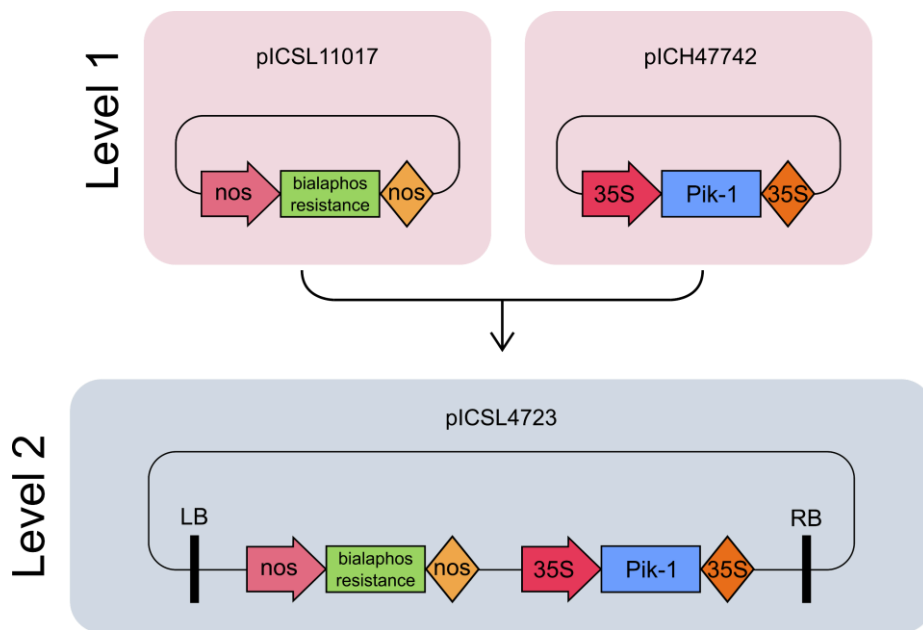 Level 1
pICSL11017
nos
bialaphos
resistance
nos
pICH47742
35S
Pik-1
35S
Level 2
pICSL4723
LB
RB
nos
bialaphos
resistance
nos
35S
Pik-1
35S